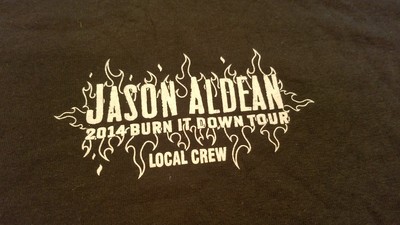 JASON ALDEAN
2014 BURN IT DOWN TOUR
LOCAL CREW